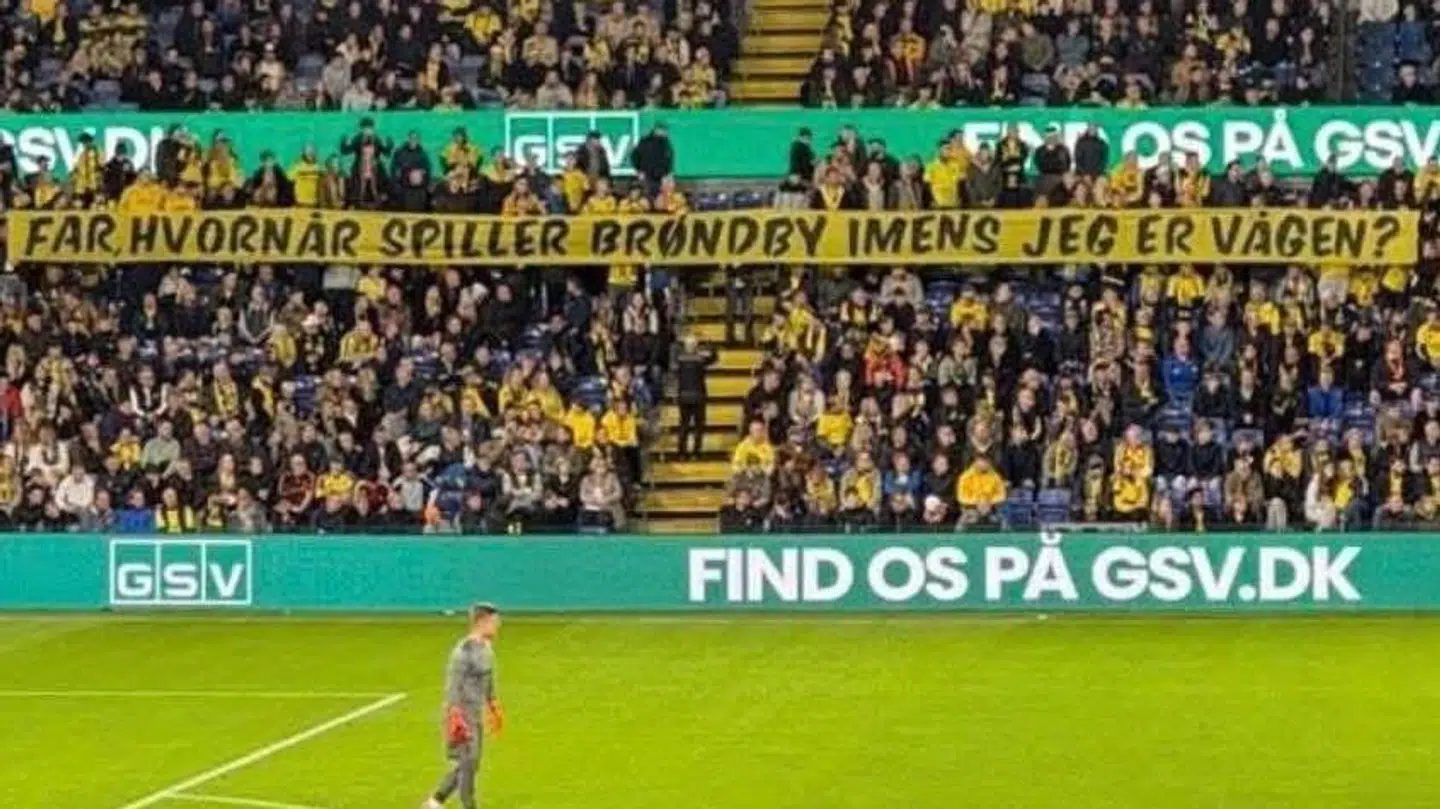 GSV.DK
GSV
FIND OS PÅ GSV
FAR, HVORNÅR SPILLER BRØNDBY IMENS JEG ER VÅGEN?
GSV
FIND OS PÅ GSV.DK